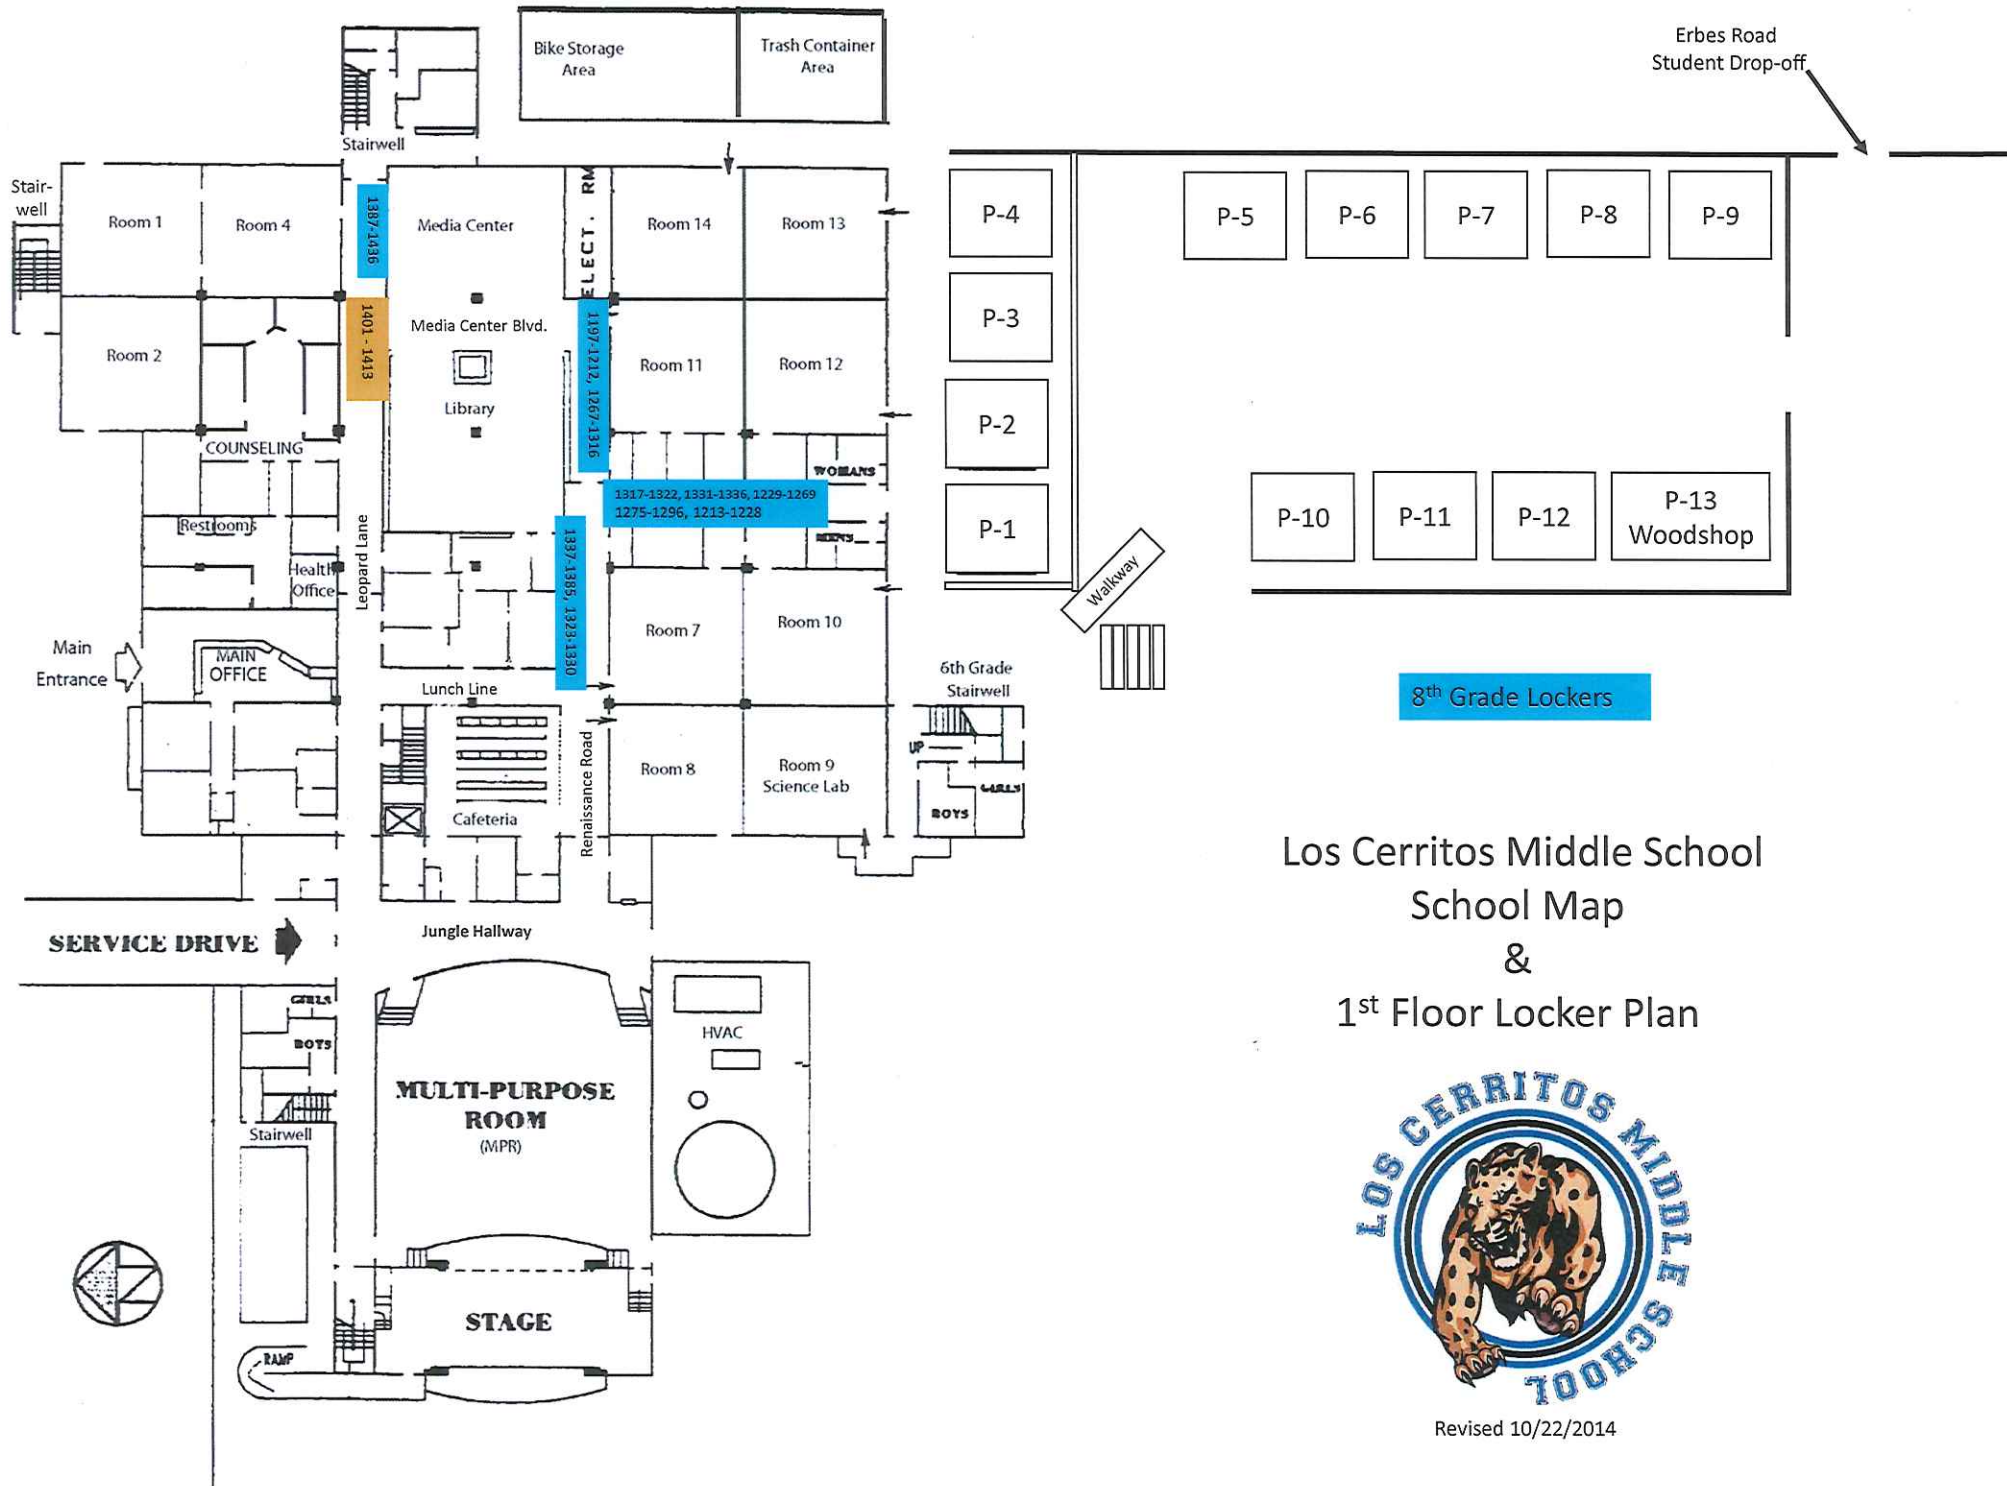 Bike Storage
Area
Trash Container
Area
Erbes Road
Student Drop-off
Stairwell
Stair-
well
Room 1
Room 4
1387-1436
Media Center
ELECT. RM
Room 14
Room 13
P-4
P-5
P-6
P-7
P-8
P-9
Room 2
1401 - 1413
Media Center Blvd.
Library
1197-1212, 1267-1316
Room 11
Room 12
P-3
P-2
COUNSELING
WOMANS
1317-1322, 1331-1336, 1229-1269
1275-1296, 1213-1228
MENS
P-1
P-10
P-11
P-12
P-13
Woodshop
Restrooms
Health
Office
Leopard Lane
1337-1385, 1323-1330
Walkway
Room 7
Room 10
Main
Entrance
MAIN
OFFICE
Lunch Line
6th Grade
Stairwell
8th Grade Lockers
UP
Renaissance Road
Room 8
Room 9
Science Lab
GIRLS
BOYS
Cafeteria
Los Cerritos Middle School
School Map
&
1st Floor Locker Plan
SERVICE DRIVE
Jungle Hallway
GIRLS
BOYS
HVAC
MULTI-PURPOSE
ROOM
(MPR)
Stairwell
STAGE
RAMP
LOS CERRITOS MIDDLE SCHOOL
Revised 10/22/2014